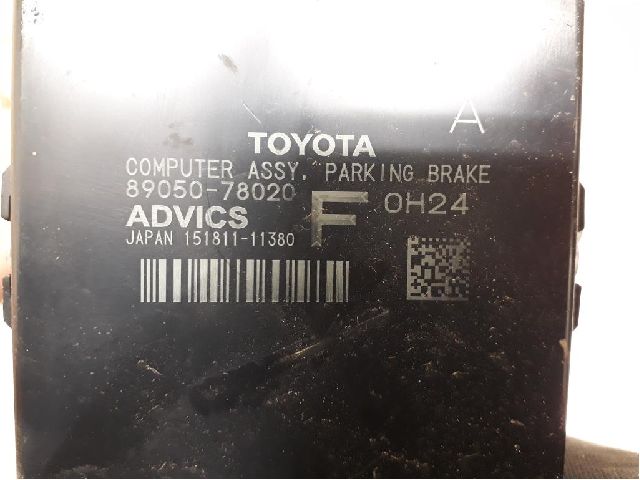 A
TOYOTA
COMPUTER ASSY, PARKING BRAKE
89050-78020
ADVICS F 0H24
JAPAN 151811-11380